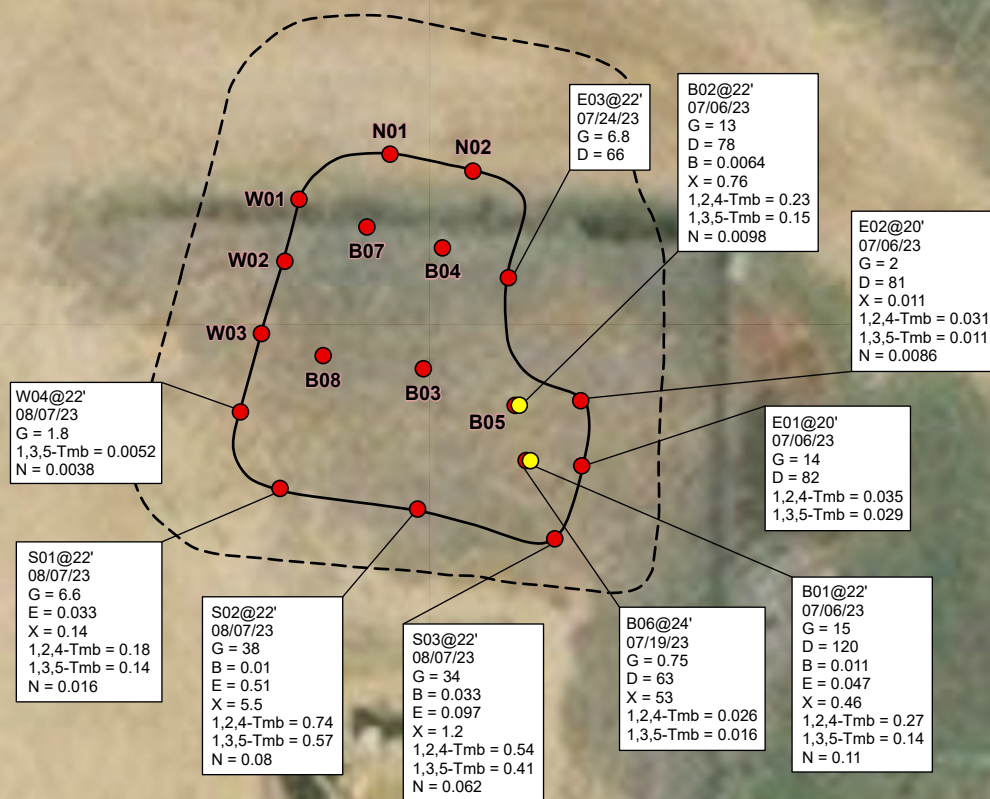 N01
N02
W01
W02
W03
B07
B04
B08
B03
B05
E03@22'
07/24/23
G = 6.8
D = 66
B02@22'
07/06/23
G = 13
D = 78
B = 0.0064
X = 0.76
1,2,4-Tmb = 0.23
1,3,5-Tmb = 0.15
N = 0.0098
E02@20'
07/06/23
G = 2
D = 81
X = 0.011
1,2,4-Tmb = 0.031
1,3,5-Tmb = 0.011
N = 0.0086
W04@22'
08/07/23
G = 1.8
1,3,5-Tmb = 0.0052
N = 0.0038
E01@20'
07/06/23
G = 14
D = 82
1,2,4-Tmb = 0.035
1,3,5-Tmb = 0.029
S01@22'
08/07/23
G = 6.6
E = 0.033
X = 0.14
1,2,4-Tmb = 0.18
1,3,5-Tmb = 0.14
N = 0.016
S02@22'
08/07/23
G = 38
B = 0.01
E = 0.51
X = 5.5
1,2,4-Tmb = 0.74
1,3,5-Tmb = 0.57
N = 0.08
S03@22'
08/07/23
G = 34
B = 0.033
E = 0.097
X = 1.2
1,2,4-Tmb = 0.54
1,3,5-Tmb = 0.41
N = 0.062
B06@24'
07/19/23
G = 0.75
D = 63
X = 53
1,2,4-Tmb = 0.026
1,3,5-Tmb = 0.016
B01@22'
07/06/23
G = 15
D = 120
B = 0.011
E = 0.047
X = 0.46
1,2,4-Tmb = 0.27
1,3,5-Tmb = 0.14
N = 0.11